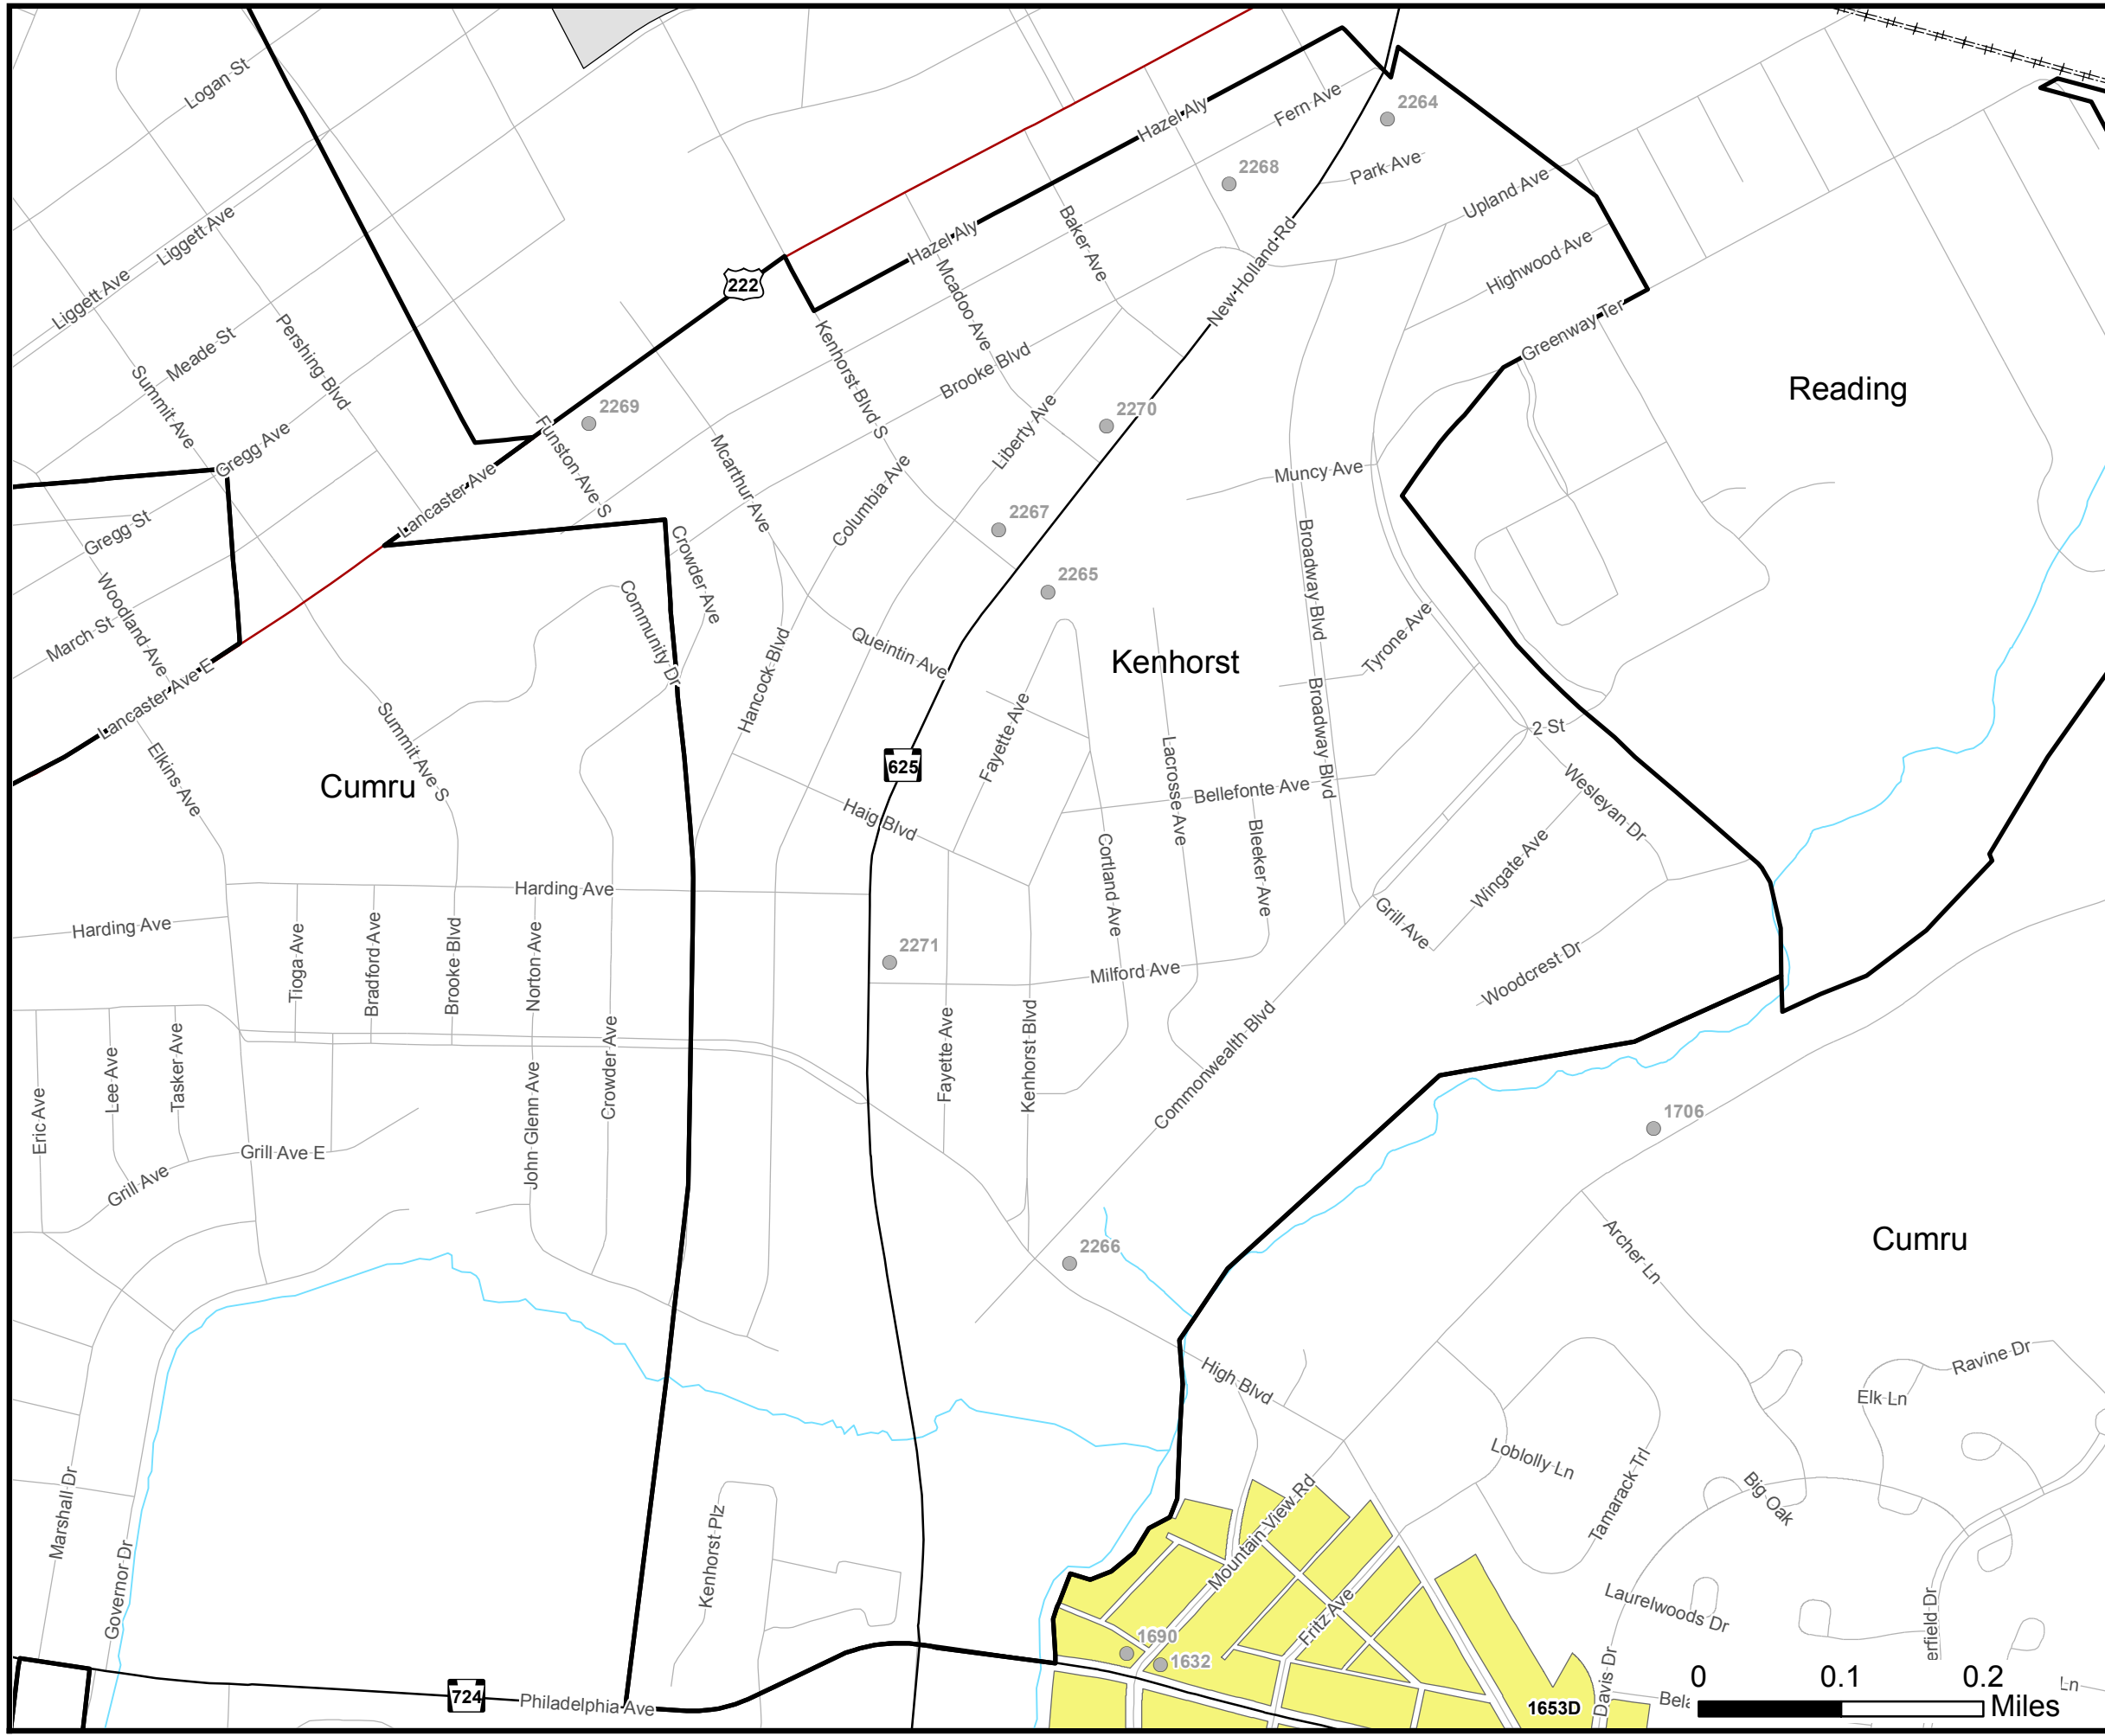 Logan St
Hazel Aly
Fern Ave
2264
2268
Park Ave
Liggett Ave
Liggett Ave
Hazel Aly
Baker Ave
Upland Ave
Highwood Ave
222
Mcadoo Ave
New Holland Rd
Greenway Ter
Meade St
Pershing Blvd
Kenhorst Blvd S
Brooke Blvd
Reading
Summit Ave
2269
2270
Gregg Ave
Funston Ave S
Lancaster Ave
Mcarthur Ave
Columbia Ave
Liberty Ave
Muncy Ave
Gregg St
2267
Crowder Ave
Broadway Blvd
2265
Woodland Ave
Community Dr
March St
Queintin Ave
Tyrone Ave
Kenhorst
Lancaster Ave E
Hancock Blvd
Fayette Ave
Broadway Blvd
2 St
Summit Ave S
Elkins Ave
Cumru
625
Lacrosse Ave
Bellefonte Ave
Wesleyan Dr
Haig Blvd
Cortland Ave
Bleeker Ave
Wingate Ave
Harding Ave
Harding Ave
Grill Ave
Tioga Ave
Bradford Ave
Brooke Blvd
Norton Ave
2271
Milford Ave
Woodcrest Dr
Eric Ave
Lee Ave
Tasker Ave
John Glenn Ave
Crowder Ave
Fayette Ave
Kenhorst Blvd
Commonwealth Blvd
1706
Grill Ave E
Grill Ave
2266
Archer Ln
Cumru
High Blvd
Ravine Dr
Elk Ln
Loblolly Ln
Tamarack Trl
Big Oak
Marshall Dr
Governor Dr
Kenhorst Plz
Mountain View Rd
Fritz Ave
Laurelwoods Dr
erfield Dr
1690
1632
Davis Dr
724
Philadelphia Ave
1653D
Bela
Ln
0 0.1 0.2
Miles